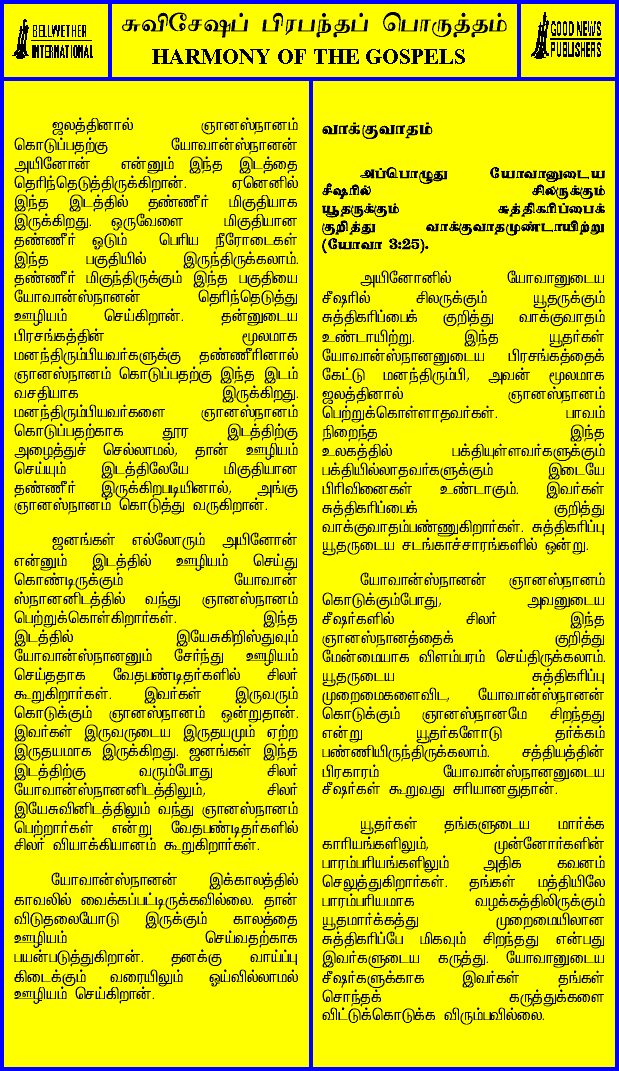 BELLWETHER
INTERNATIONAL
சுவிசேஷப் பிரபந்தப் பொருத்தம்
HARMONY OF THE GOSPELS
GOOD NEWS
PUBLISHERS
ஜலத்தினால் ஞானஸ்நானம்
கொடுப்பதற்கு யோவான்ஸ்நானன்
அயினோன் என்னும் இந்த இடத்தை
தெரிந்தெடுத்திருக்கிறான். ஏனெனில்
இந்த இடத்தில் தண்ணீர் மிகுதியாக
இருக்கிறது. ஒருவேளை மிகுதியான
தண்ணீர் ஓடும் பெரிய நீரோடைகள்
இந்த பகுதியில் இருந்திருக்கலாம்.
தண்ணீர் மிகுந்திருக்கும் இந்த பகுதியை
யோவான்ஸ்நானன் தெரிந்தெடுத்து
ஊழியம் செய்கிறான். தன்னுடைய
பிரசங்கத்தின் மூலமாக
மனந்திரும்பியவர்களுக்கு தண்ணீரினால்
ஞானஸ்நானம் கொடுப்பதற்கு இந்த இடம்
வசதியாக இருக்கிறது.
மனந்திரும்பியவர்களை ஞானஸ்நானம்
கொடுப்பதற்காக தூர இடத்திற்கு
அழைத்துச் செல்லாமல், தான் ஊழியம்
செய்யும் இடத்திலேயே மிகுதியான
தண்ணீர் இருக்கிறபடியினால், அங்கு
ஞானஸ்நானம் கொடுத்து வருகிறான்.
ஜனங்கள் எல்லோரும் அயினோன்
என்னும் இடத்தில் ஊழியம் செய்து
கொண்டிருக்கும் யோவான்
ஸ்நானனிடத்தில் வந்து ஞானஸ்நானம்
பெற்றுக்கொள்கிறார்கள். இந்த
இடத்தில் இயேசுகிறிஸ்துவும்
யோவான்ஸ்நானனும் சேர்ந்து ஊழியம்
செய்ததாக வேதபண்டிதர்களில் சிலர்
கூறுகிறார்கள். இவர்கள் இருவரும்
கொடுக்கும் ஞானஸ்நானம் ஒன்றுதான்.
இவர்கள் இருவருடைய இருதயமும் ஏற்ற
இருதயமாக இருக்கிறது. ஜனங்கள் இந்த
இடத்திற்கு வரும்போது சிலர்
யோவான்ஸ்நானனிடத்திலும், சிலர்
இயேசுவினிடத்திலும் வந்து ஞானஸ்நானம்
பெற்றார்கள் என்று வேதபண்டிதர்களில்
சிலர் வியாக்கியானம் கூறுகிறார்கள்.
யோவான்ஸ்நானன் இக்காலத்தில்
காவலில் வைக்கப்பட்டிருக்கவில்லை. தான்
விடுதலையோடு இருக்கும் காலத்தை
ஊழியம் செய்வதற்காக
பயன்படுத்துகிறான். தனக்கு வாய்ப்பு
கிடைக்கும் வரையிலும் ஓய்வில்லாமல்
ஊழியம் செய்கிறான்.
வாக்குவாதம்
அப்பொழுது யோவானுடைய
சீஷரில் சிலருக்கும்
யூதருக்கும் சுத்திகரிப்பைக்
குறித்து வாக்குவாதமுண்டாயிற்று
(யோவா 3:25).
அயினோனில் யோவானுடைய
சீஷரில் சிலருக்கும் யூதருக்கும்
சுத்திகரிப்பைக் குறித்து வாக்குவாதம்
உண்டாயிற்று. இந்த யூதர்கள்
யோவான்ஸ்நானனுடைய பிரசங்கத்தைக்
கேட்டு மனந்திரும்பி, அவன் மூலமாக
ஜலத்தினால் ஞானஸ்நானம்
பெற்றுக்கொள்ளாதவர்கள். பாவம்
நிறைந்த இந்த
உலகத்தில் பக்தியுள்ளவர்களுக்கும்
பக்தியில்லாதவர்களுக்கும் இடையே
பிரிவினைகள் உண்டாகும். இவர்கள்
சுத்திகரிப்பைக் குறித்து
வாக்குவாதம்பண்ணுகிறார்கள். சுத்திகரிப்பு
யூதருடைய சடங்காச்சாரங்களில் ஒன்று.
யோவான்ஸ்நானன் ஞானஸ்நானம்
கொடுக்கும்போது, அவனுடைய
சீஷர்களில் சிலர் இந்த
ஞானஸ்நானத்தைக் குறித்து
மேன்மையாக விளம்பரம் செய்திருக்கலாம்.
யூதருடைய சுத்திகரிப்பு
முறைமைகளைவிட, யோவான்ஸ்நானன்
கொடுக்கும் ஞானஸ்நானமே சிறந்தது
என்று யூதர்களோடு தர்க்கம்
பண்ணியிருந்திருக்கலாம். சத்தியத்தின்
பிரகாரம் யோவான்ஸ்நானனுடைய
சீஷர்கள் கூறுவது சரியானதுதான்.
யூதர்கள் தங்களுடைய மார்க்க
காரியங்களிலும், முன்னோர்களின்
பாரம்பரியங்களிலும் அதிக கவனம்
செலுத்துகிறார்கள். தங்கள் மத்தியிலே
பாரம்பரியமாக வழக்கத்திலிருக்கும்
யூதமார்க்கத்து முறைமையிலான
சுத்திகரிப்பே மிகவும் சிறந்தது என்பது
இவர்களுடைய கருத்து. யோவானுடைய
சீஷர்களுக்காக இவர்கள் தங்கள்
சொந்தக் கருத்துக்களை
விட்டுக்கொடுக்க விரும்பவில்லை.